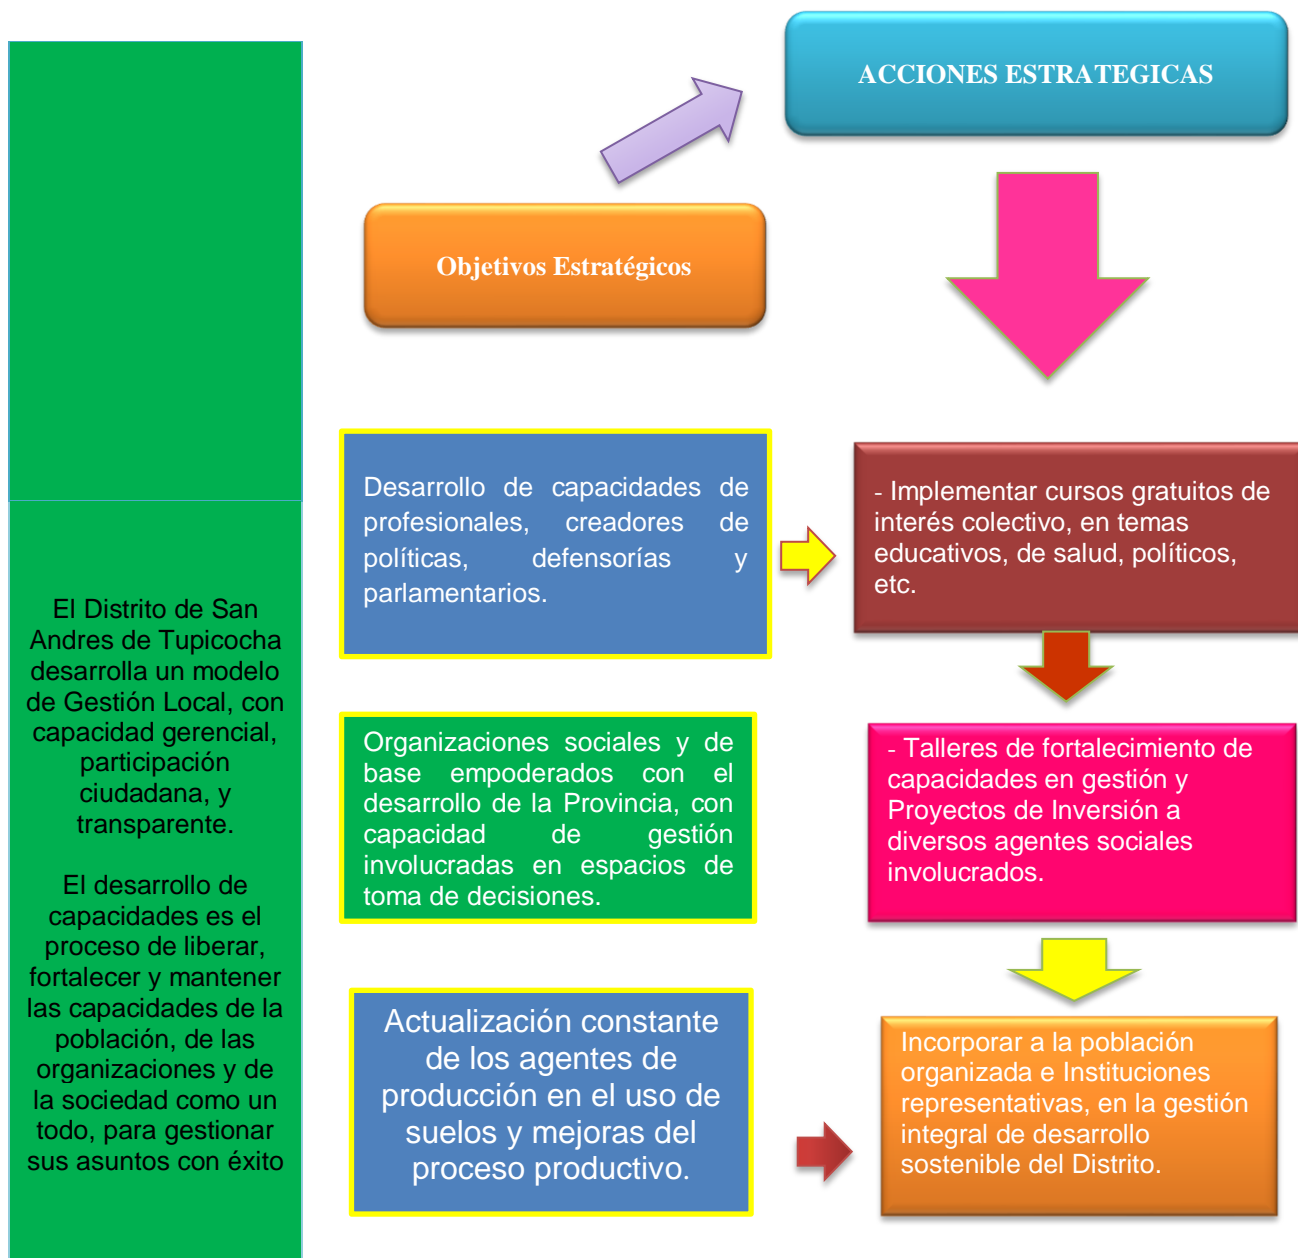 ACCIONES ESTRATEGICAS
Objetivos Estratégicos
El Distrito de San
Andres de Tupicocha
desarrolla un modelo
de Gestión Local, con
capacidad gerencial,
participación
ciudadana, y
transparente.
El desarrollo de
capacidades es el
proceso de liberar,
fortalecer y mantener
las capacidades de la
población, de las
organizaciones y de
la sociedad como un
todo, para gestionar
sus asuntos con éxito
Desarrollo de capacidades de
profesionales, creadores de
políticas, defensorías y
parlamentarios.
- Implementar cursos gratuitos de
interés colectivo, en temas
educativos, de salud, políticos,
etc.
Organizaciones sociales y de
base empoderados con el
desarrollo de la Provincia, con
capacidad de gestión
involucradas en espacios de
toma de decisiones.
- Talleres de fortalecimiento de
capacidades en gestión y
Proyectos de Inversión a
diversos agentes sociales
involucrados.
Actualización constante
de los agentes de
producción en el uso de
suelos y mejoras del
proceso productivo.
Incorporar a la población
organizada e Instituciones
representativas, en la gestión
integral de desarrollo
sostenible del Distrito.